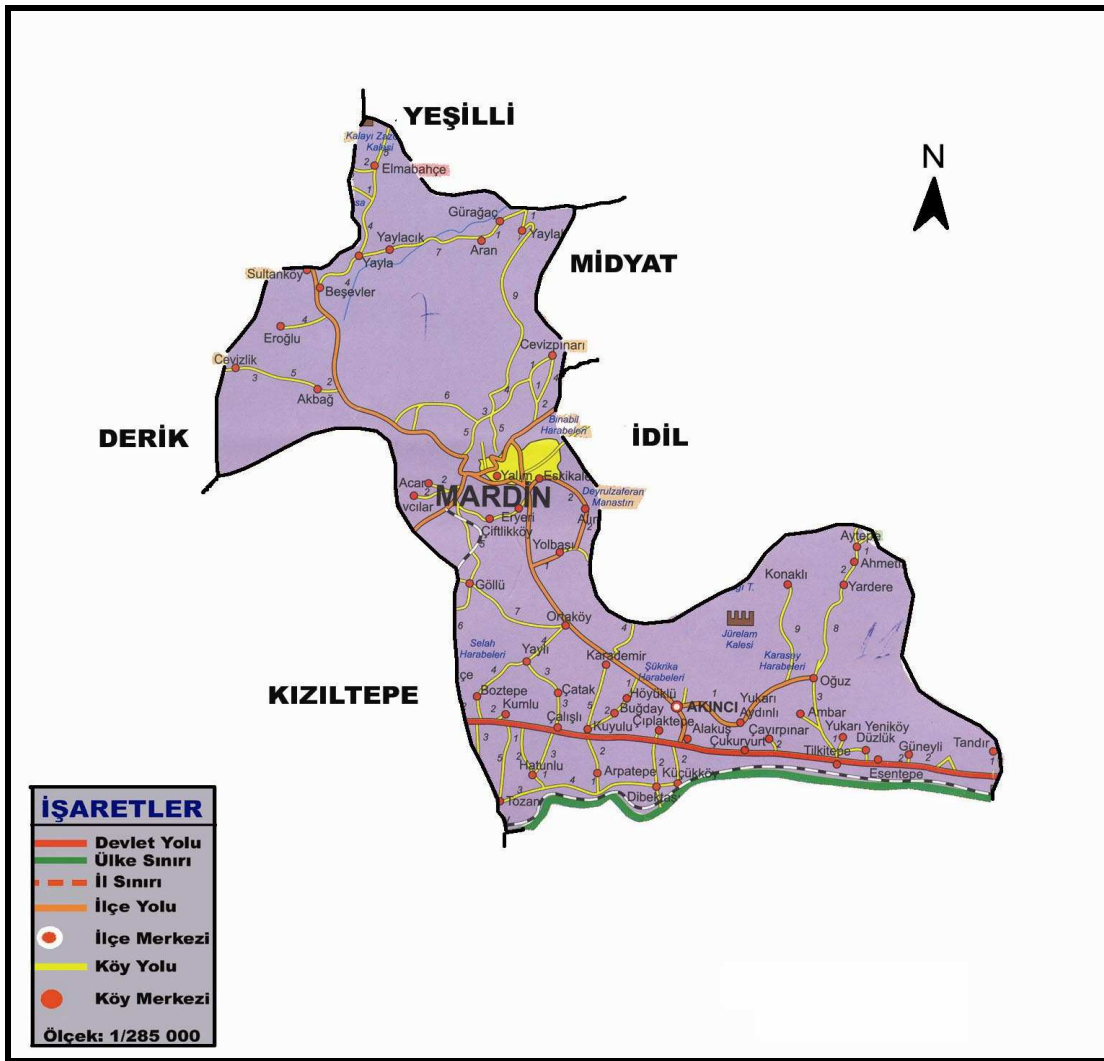 YEŞİLLİ
Kalayı Zaza
Kalesi
Elmabahçe
N
Gürağaç
Yaylacık
Aran
Yayla
MİDYAT
Sultanköy
Beşevler
Eroğlu
Cevizpınarı
Cevizlik
Akbağ
DERİK
Binabil
Harabeleri
İDİL
Yalım
Eskikale
Acar
MARDİN
Deyrulzaferan
Manastırı
Eryeri
Çiftlikköy
Yolbaşı
Aytepe
Konaklı
Yardere
Göllü
Ortaköy
Jürelam
Kalesi
Selah
Harabeleri
Yaylı
Karademir
Şükrika
Harabeleri
Karasoy
Harabeleri
Oğuz
KIZILTEPE
Boztepe
Kumlu
Çatak
Höyüklü
Buğday
AKINCI
Yukarı
Aydınlı
Ambar
Çalışlı
Kuyulu
Çıplaktepe
Alakuş
Çukuryurt
Çayırpınar
Yukarı Yeniköy
Düzlük
Tilkitepe
Güneyli
Esentepe
Tandır
Hatunlu
Arpatepe
Küçükköy
Tozan
Dibektaş
İŞARETLER
Devlet Yolu
Ülke Sınırı
İl Sınırı
İlçe Yolu
İlçe Merkezi
Köy Yolu
Köy Merkezi
Ölçek: 1/285 000